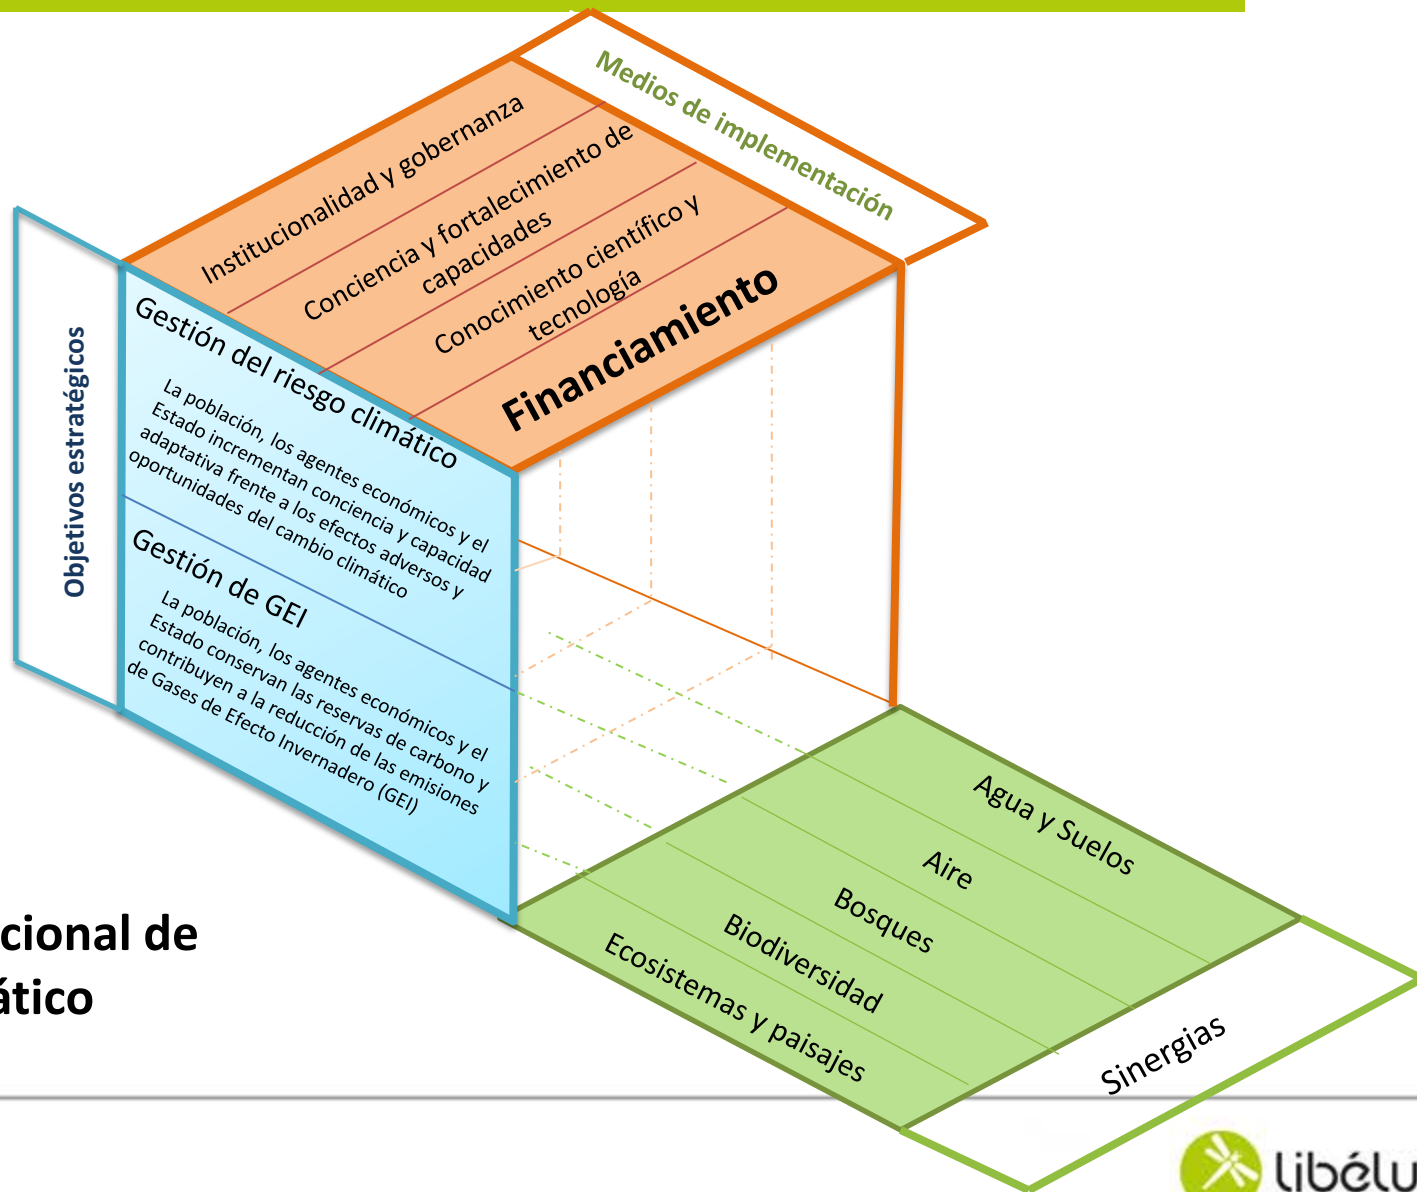 Medios de implementación
Institucionalidad y gobernanza
Conciencia y fortalecimiento de
capacidades
Conocimiento científico y
tecnología
Financiamiento
Objetivos estratégicos
Gestión del riesgo climático
La población, los agentes económicos y el
Estado incrementan conciencia y capacidad
adaptativa frente a los efectos adversos y
oportunidades del cambio climático
Gestión de GEI
La población, los agentes económicos y el
Estado conservan las reservas de carbono y
contribuyen a la reducción de las emisiones
de Gases de Efecto Invernadero (GEI)
Agua y Suelos
Aire
Bosques
Biodiversidad
Ecosistemas y paisajes
Sinergias
cional de
ático
libélu